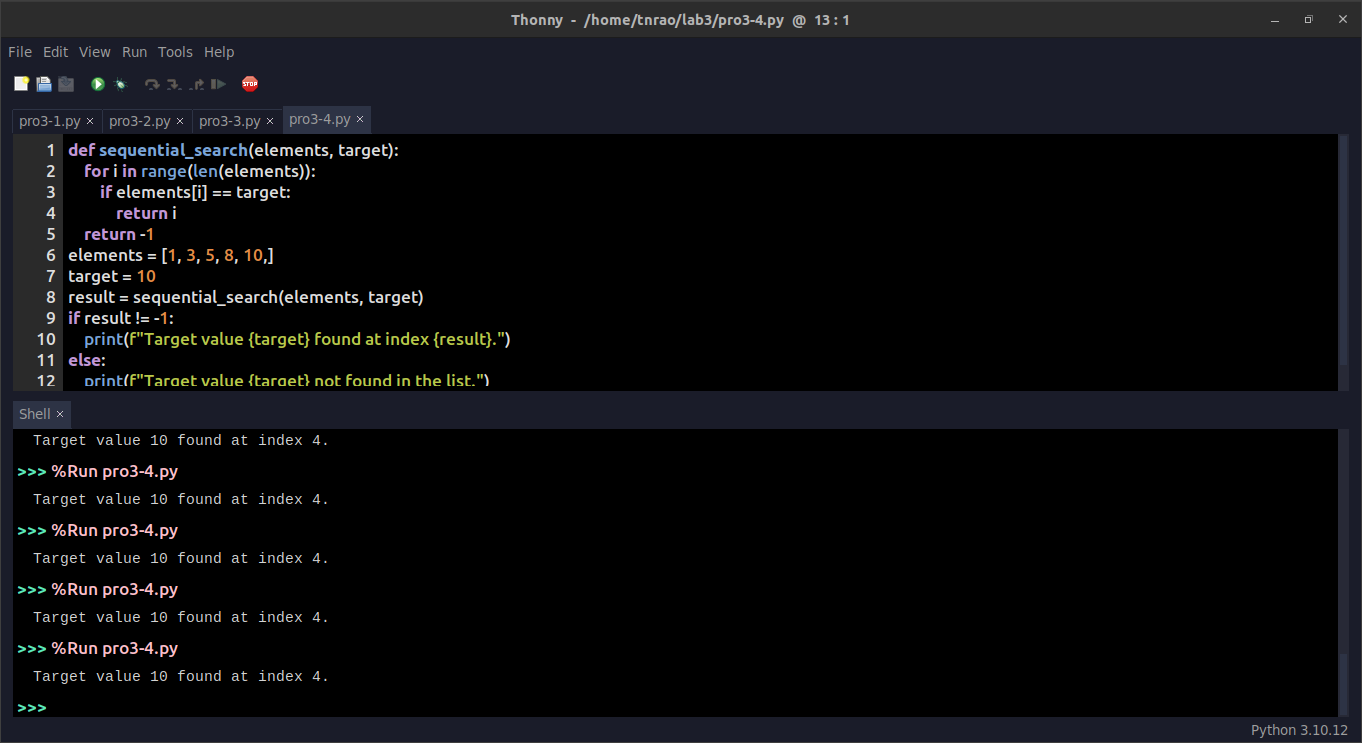 Thonny - /home/tnrao/lab3/pro3-4.py @ 13 : 1
File Edit View Run Tools Help
STOP
pro3-1.py × pro3-2.py × pro3-3.py × pro3-4.py ×
1 def sequential_search(elements, target):
2     for i in range(len(elements)):
3         if elements[i] == target:
4             return i
5     return -1
6 elements = [1, 3, 5, 8, 10,]
7 target = 10
8 result = sequential_search(elements, target)
9 if result != -1:
10     print(f"Target value {target} found at index {result}.")
11 else:
12     print(f"Target value {target} not found in the list.")
Shell ×
Target value 10 found at index 4.
>>> %Run pro3-4.py
Target value 10 found at index 4.
>>> %Run pro3-4.py
Target value 10 found at index 4.
>>> %Run pro3-4.py
Target value 10 found at index 4.
>>> %Run pro3-4.py
Target value 10 found at index 4.
>>>
Python 3.10.12